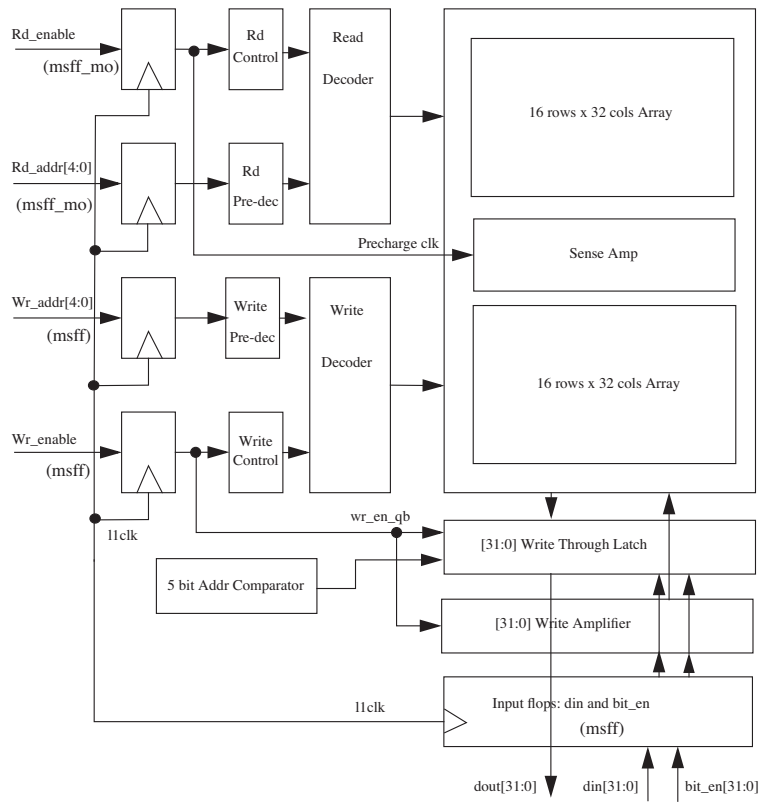 Rd_enable
(msff_mo)
Rd
Control
Read
Decoder
16 rows x 32 cols Array
Rd_addr[4:0]
(msff_mo)
Rd
Pre-dec
Precharge clk
Sense Amp
Wr_addr[4:0]
(msff)
Write
Pre-dec
Write
Decoder
16 rows x 32 cols Array
Wr_enable
(msff)
Write
Control
l1clk
wr_en_qb
[31:0] Write Through Latch
5 bit Addr Comparator
[31:0] Write Amplifier
l1clk
Input flops: din and bit_en
(msff)
dout[31:0]
din[31:0]
bit_en[31:0]